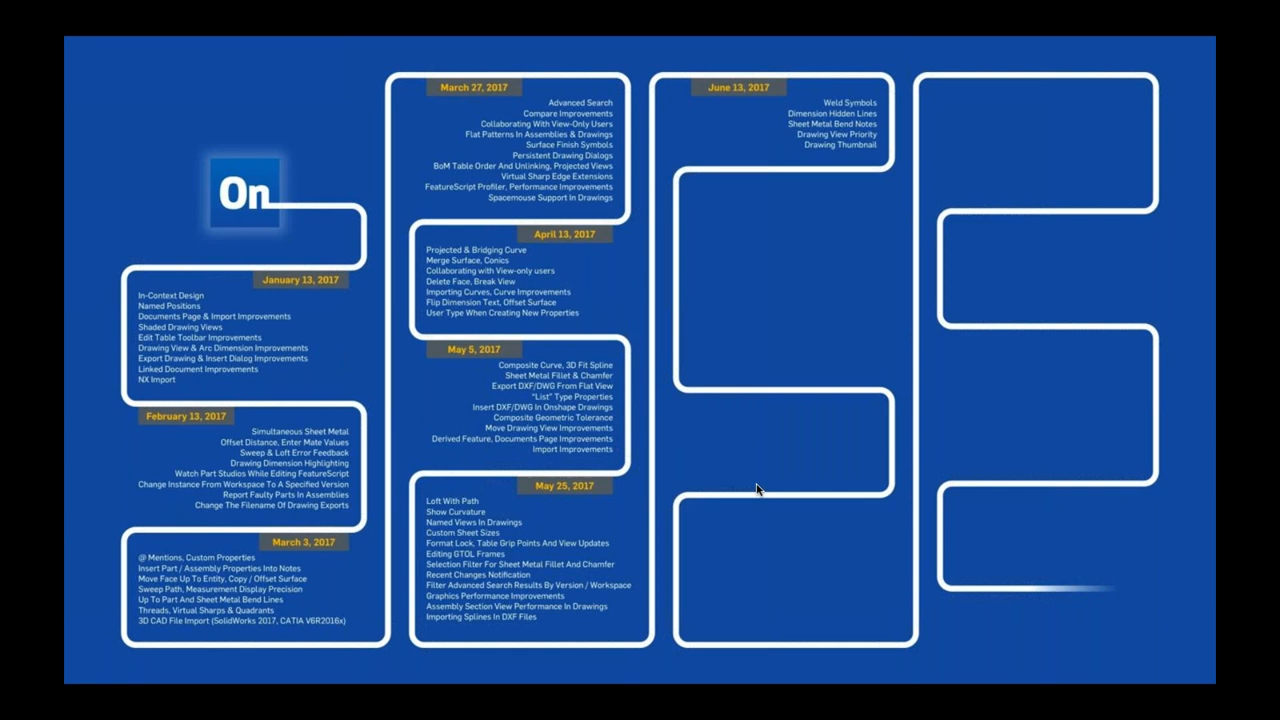 On
January 13, 2017
In-Context Design
Named Positions
Documents Page & Import Improvements
Shaded Drawing Views
Edit Table Toolbar Improvements
Drawing View & Arc Dimension Improvements
Export Drawing & Insert Dialog Improvements
Linked Document Improvements
NX Import
February 13, 2017
Simultaneous Sheet Metal
Offset Distance, Enter Mate Values
Sweep & Loft Error Feedback
Drawing Dimension Highlighting
Watch Part Studios While Editing FeatureScript
Change Instance From Workspace To A Specified Version
Report Faulty Parts In Assemblies
Change The Filename Of Drawing Exports
March 3, 2017
@ Mentions, Custom Properties
Insert Part / Assembly Properties Into Notes
Move Face Up To Entity, Copy / Offset Surface
Sweep Path, Measurement Display Precision
Up To Part And Sheet Metal Bend Lines
Threads, Virtual Sharps & Quadrants
3D CAD File Import (SolidWorks 2017, CATIA V6R2016x)
March 27, 2017
Advanced Search
Compare Improvements
Collaborating With View-Only Users
Flat Patterns In Assemblies & Drawings
Surface Finish Symbols
Persistent Drawing Dialogs
BoM Table Order And Unlinking, Projected Views
Virtual Sharp Edge Extensions
FeatureScript Profiler, Performance Improvements
Spacemouse Support In Drawings
April 13, 2017
Projected & Bridging Curve
Merge Surface, Conics
Collaborating with View-only users
Delete Face, Break View
Importing Curves, Curve Improvements
Flip Dimension Text, Offset Surface
User Type When Creating New Properties
May 5, 2017
Composite Curve, 3D Fit Spline
Sheet Metal Fillet & Chamfer
Export DXF/DWG From Flat View
"List" Type Properties
Insert DXF/DWG In Onshape Drawings
Composite Geometric Tolerance
Move Drawing View Improvements
Derived Feature, Documents Page Improvements
Import Improvements
May 25, 2017
Loft With Path
Show Curvature
Named Views In Drawings
Custom Sheet Sizes
Format Lock, Table Grip Points And View Updates
Editing GTOL Frames
Selection Filter For Sheet Metal Fillet And Chamfer
Recent Changes Notification
Filter Advanced Search Results By Version / Workspace
Graphics Performance Improvements
Assembly Section View Performance In Drawings
Importing Splines In DXF Files
June 13, 2017
Weld Symbols
Dimension Hidden Lines
Sheet Metal Bend Notes
Drawing View Priority
Drawing Thumbnail